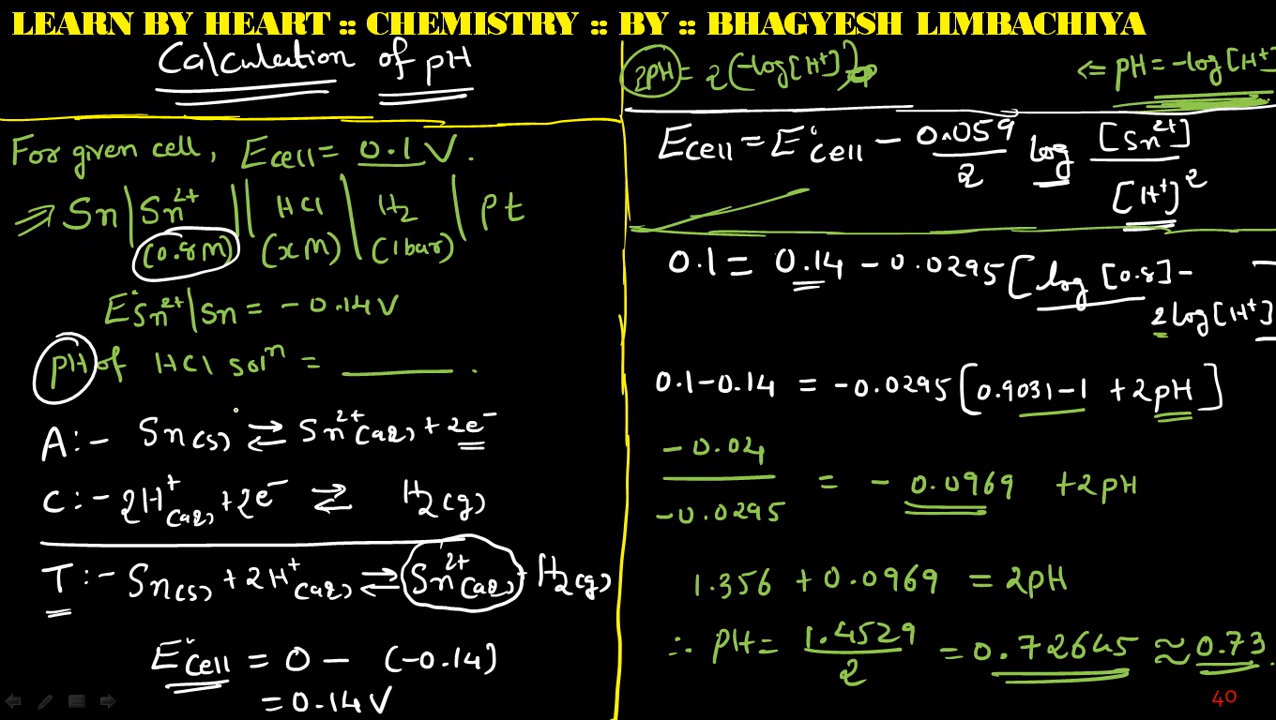 LEARN BY HEART :: CHEMISTRY :: BY :: BHAGYESH LIMBACHIYA
Calculation of pH
For given cell, Ecell = 0.1 V.
⇒ Sn | Sn²⁺ || HCl | H₂ | Pt
(0.8M) (xM) (1bar)
E°Sn²⁺|Sn = -0.14V
pH of HCl solⁿ = ______.
A:- Sn(s) ⇌ Sn²⁺(aq) + 2e⁻
C:- 2H⁺(aq) + 2e⁻ ⇌ H₂(g)
T:- Sn(s) + 2H⁺(aq) ⇌ Sn²⁺(aq) + H₂(g)
E°cell = 0 - (-0.14)
= 0.14 V
2pH = 2(-log[H⁺]) ⇐ pH = -log[H⁺]
Ecell = E°cell - 0.059/2 log [Sn²⁺]/[H⁺]²
0.1 = 0.14 - 0.0295 [log [0.8] -
2log[H⁺]]
0.1-0.14 = -0.0295 [0.9031-1 + 2pH]
-0.04/-0.0295 = -0.0969 + 2pH
1.356 + 0.0969 = 2pH
∴ pH = 1.4529/2 = 0.72645 ≈ 0.73.
40